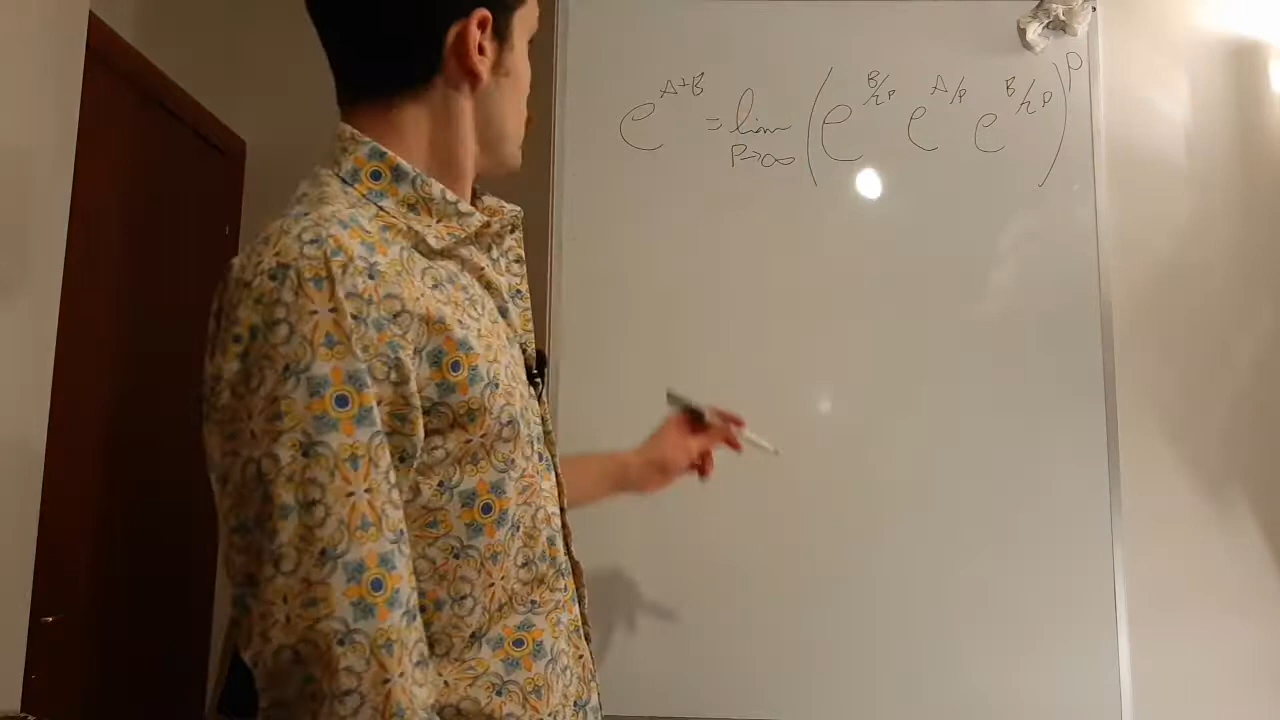 e^{A+B} = lim_{P→∞} ( e^{B/2P} e^{A/P} e^{B/2P} )^P